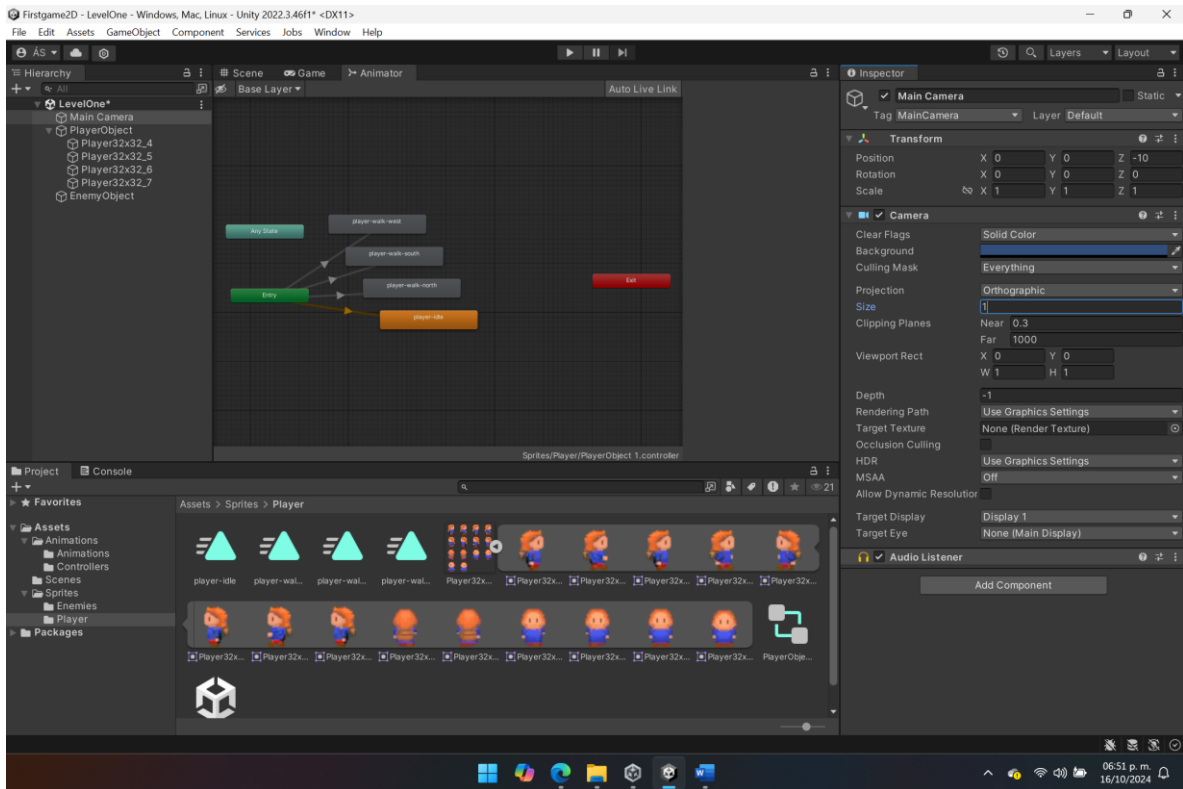 Firstgame2D - LevelOne - Windows, Mac, Linux - Unity 2022.3.46f1* <DX11>
File Edit Assets GameObject Component Services Jobs Window Help
ÁS
Layers Layout
Hierarchy
All
LevelOne*
Main Camera
PlayerObject
Player32x32_4
Player32x32_5
Player32x32_6
Player32x32_7
EnemyObject
Scene Game Animator
Base Layer Auto Live Link
player-walk-west
Any State
player-walk-south
player-walk-north
Entry
Exit
player-idle
Sprites/Player/PlayerObject 1.controller
Inspector
Main Camera Static
Tag MainCamera Layer Default
Transform
Position X 0 Y 0 Z -10
Rotation X 0 Y 0 Z 0
Scale X 1 Y 1 Z 1
Camera
Clear Flags Solid Color
Background
Culling Mask Everything
Projection Orthographic
Size 1
Clipping Planes Near 0.3
Far 1000
Viewport Rect X 0 Y 0
W 1 H 1
Depth -1
Rendering Path Use Graphics Settings
Target Texture None (Render Texture)
Occlusion Culling
HDR Use Graphics Settings
MSAA Off
Allow Dynamic Resolution
Target Display Display 1
Target Eye None (Main Display)
Audio Listener
Add Component
Project Console
21
Favorites
Assets
Animations
Animations
Controllers
Scenes
Sprites
Enemies
Player
Packages
Assets > Sprites > Player
player-idle player-wal... player-wal... player-wal... Player32x... Player32x... Player32x... Player32x... Player32x... Player32x...
Player32x... Player32x... Player32x... Player32x... Player32x... Player32x... Player32x... Player32x... Player32x... PlayerObje...
06:51 p. m.
16/10/2024